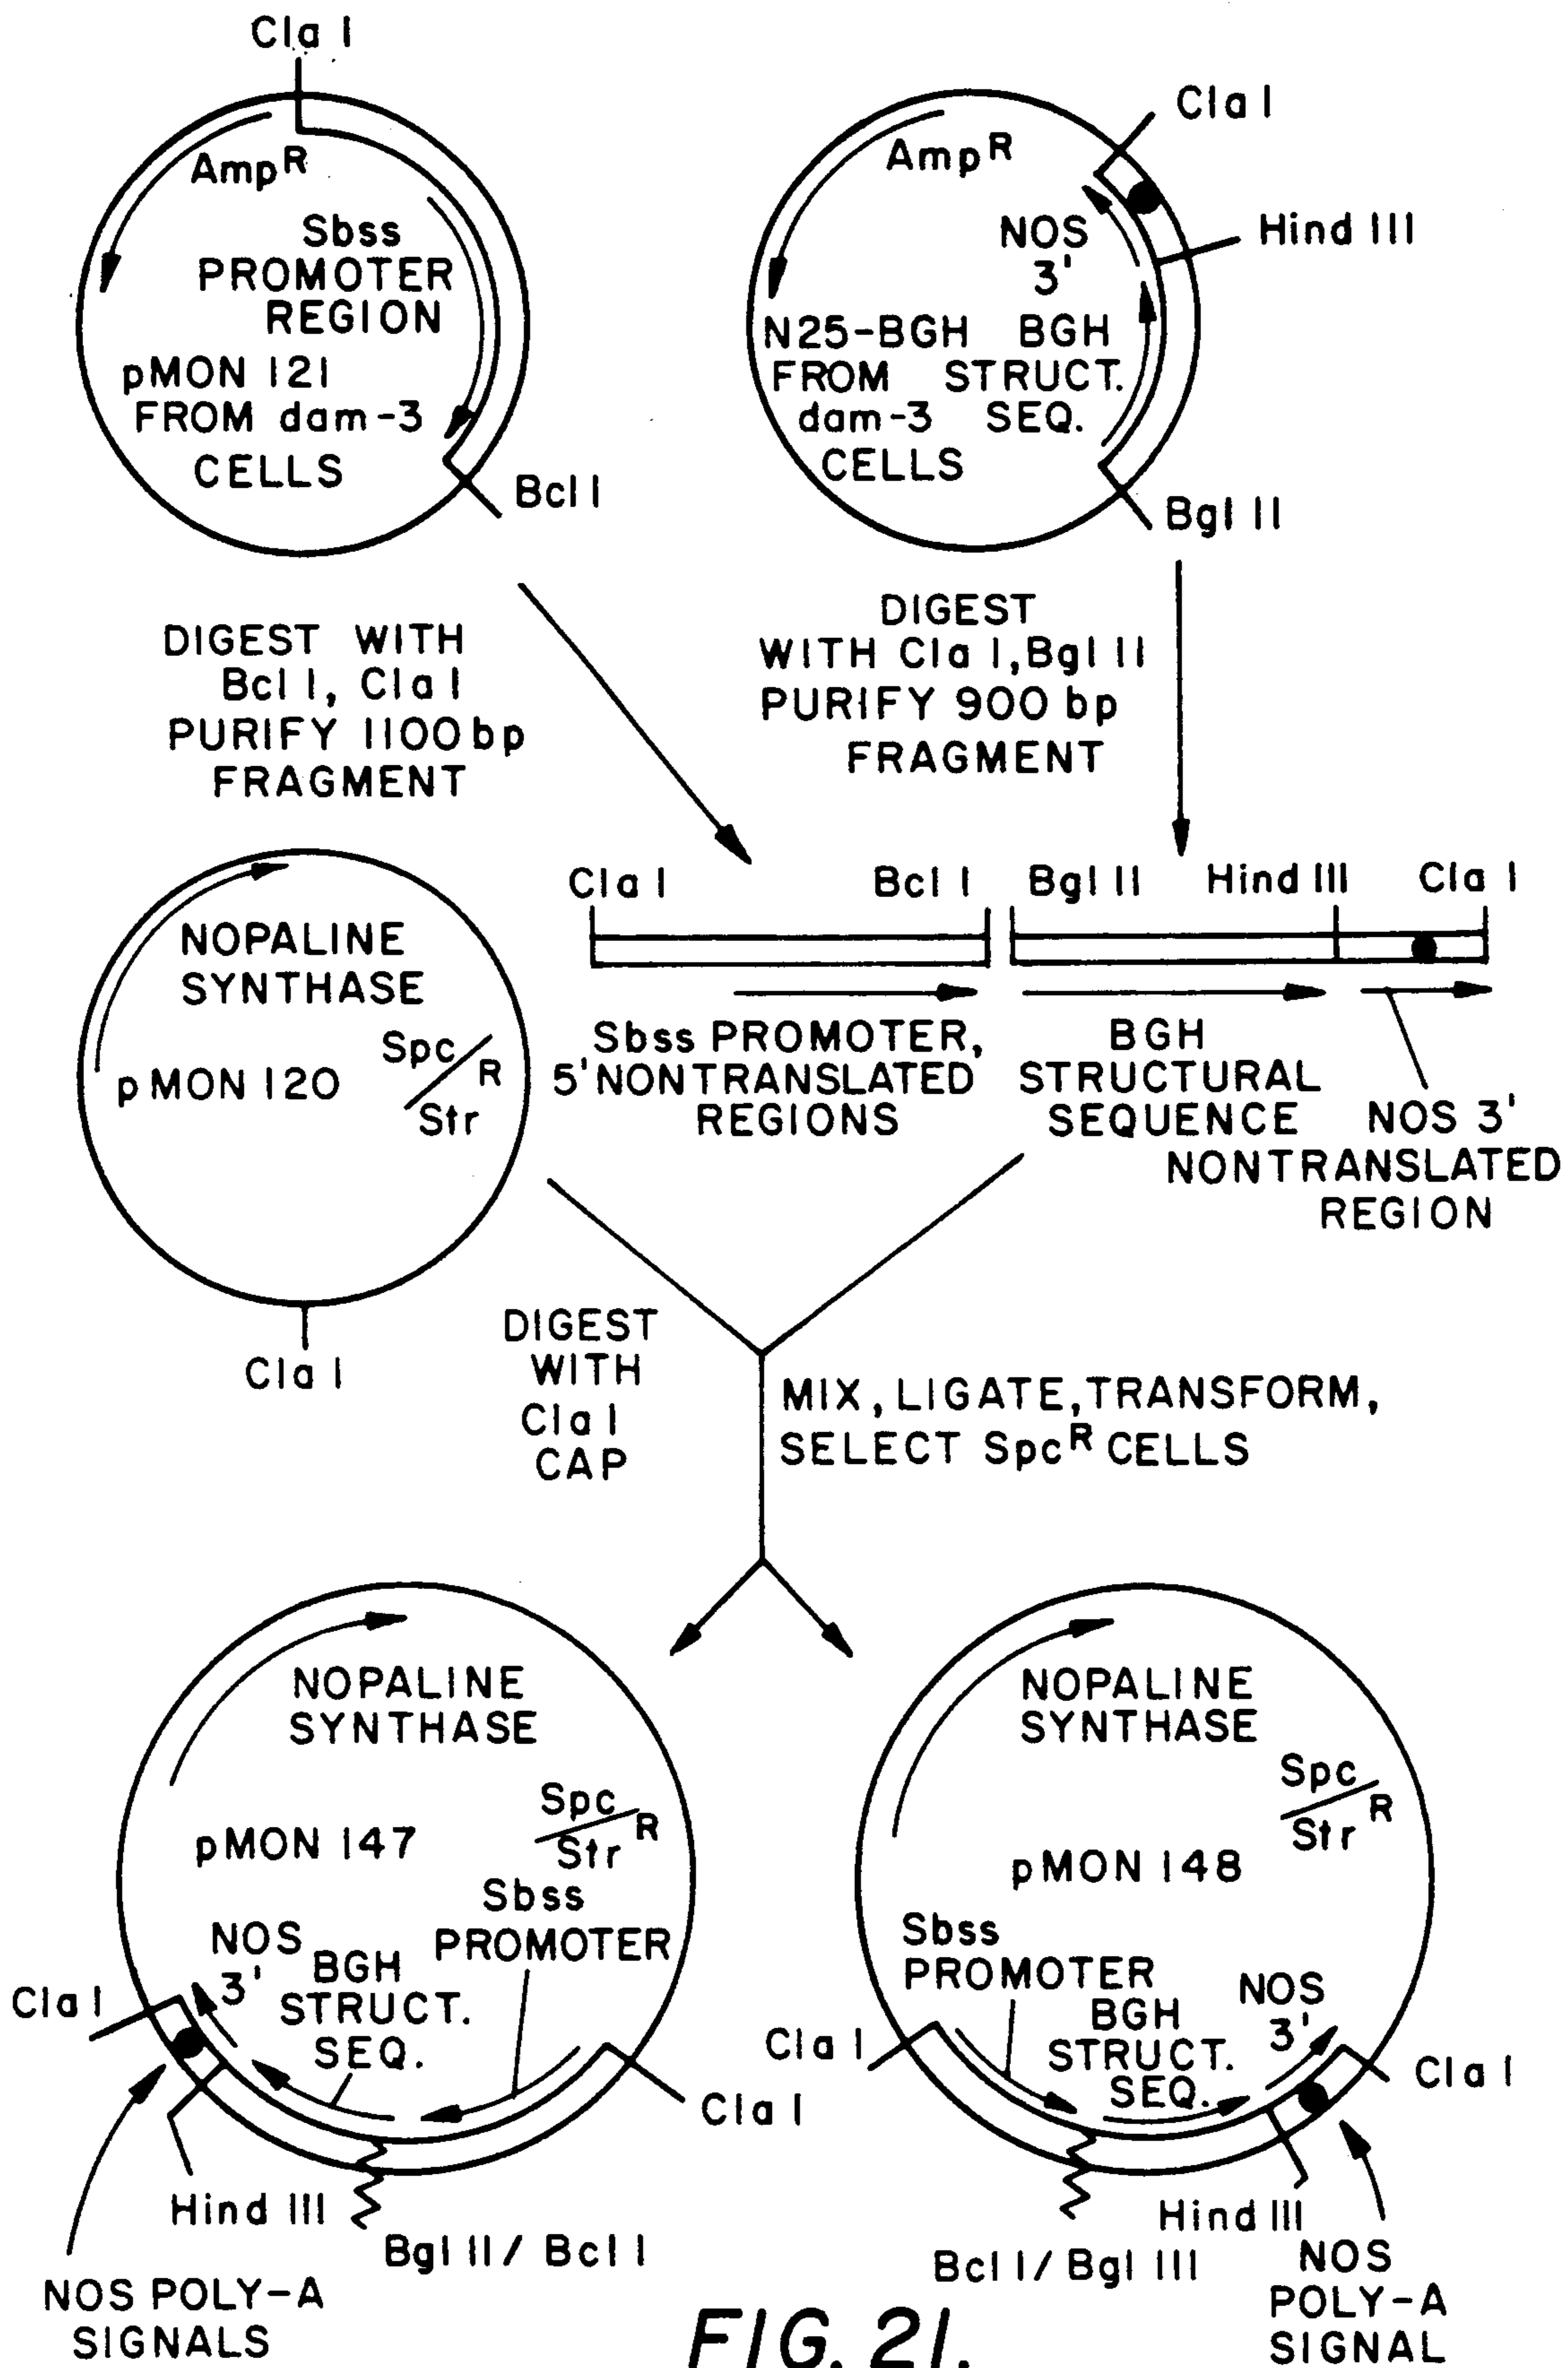 Cla I
Amp R
Sbss
PROMOTER
REGION
pMON 121
FROM dam-3
CELLS
Bcl I
Cla I
Amp R
NOS
3'
Hind III
N25-BGH BGH
FROM STRUCT.
dam-3 SEQ.
CELLS
Bgl II
DIGEST WITH
Bcl I, Cla I
PURIFY 1100 bp
FRAGMENT
DIGEST
WITH Cla I, Bgl II
PURIFY 900 bp
FRAGMENT
NOPALINE
SYNTHASE
pMON 120
Spc/Str R
Cla I
Cla I Bcl I Bgl II Hind III Cla I
Sbss PROMOTER,
5' NONTRANSLATED
REGIONS
BGH
STRUCTURAL
SEQUENCE
NOS 3'
NONTRANSLATED
REGION
DIGEST
WITH
Cla I
CAP
MIX, LIGATE, TRANSFORM,
SELECT Spc R CELLS
NOPALINE
SYNTHASE
pMON 147
Spc/Str R
Sbss
PROMOTER
NOS
3'
BGH
STRUCT.
SEQ.
Cla I
Cla I
Hind III
Bgl II/ Bcl I
NOS POLY-A
SIGNALS
NOPALINE
SYNTHASE
Spc/Str R
pMON 148
Sbss
PROMOTER
BGH
STRUCT.
SEQ.
NOS
3'
Cla I
Cla I
Hind III
Bcl I/ Bgl III
NOS
POLY-A
SIGNAL
FIG. 21.